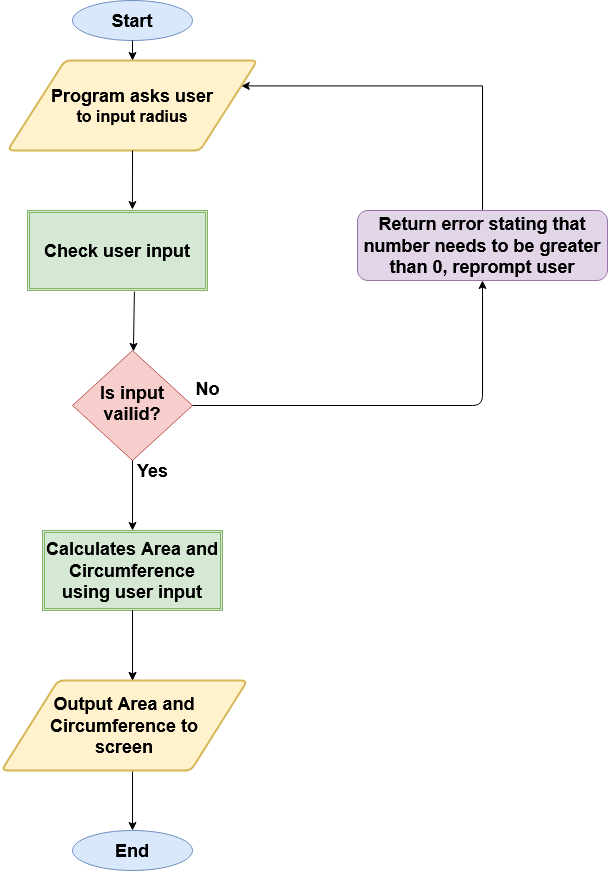 Start
Program asks user
to input radius
Check user input
Return error stating that
number needs to be greater
than 0, reprompt user
Is input
vailid?
No
Yes
Calculates Area and
Circumference
using user input
Output Area and
Circumference to
screen
End